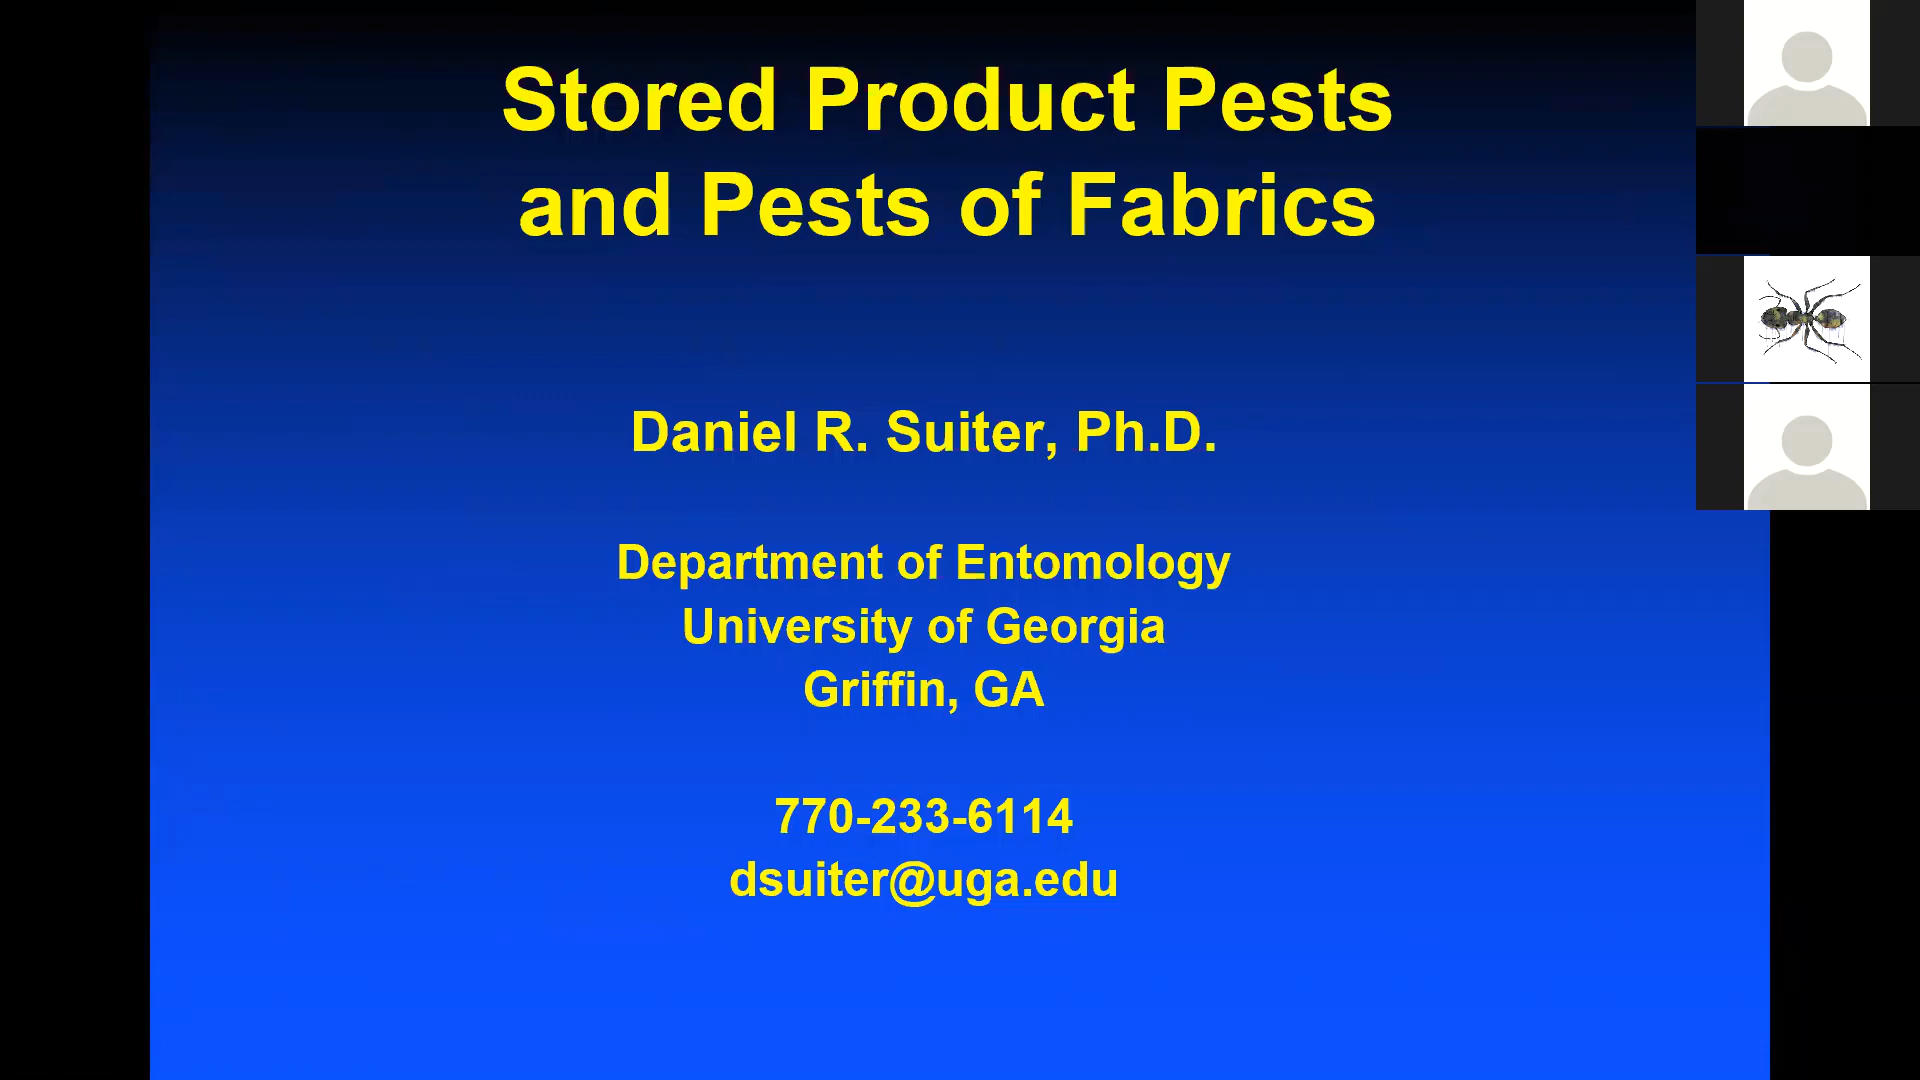 Stored Product Pests
and Pests of Fabrics
Daniel R. Suiter, Ph.D.
Department of Entomology
University of Georgia
Griffin, GA
770-233-6114
dsuiter@uga.edu